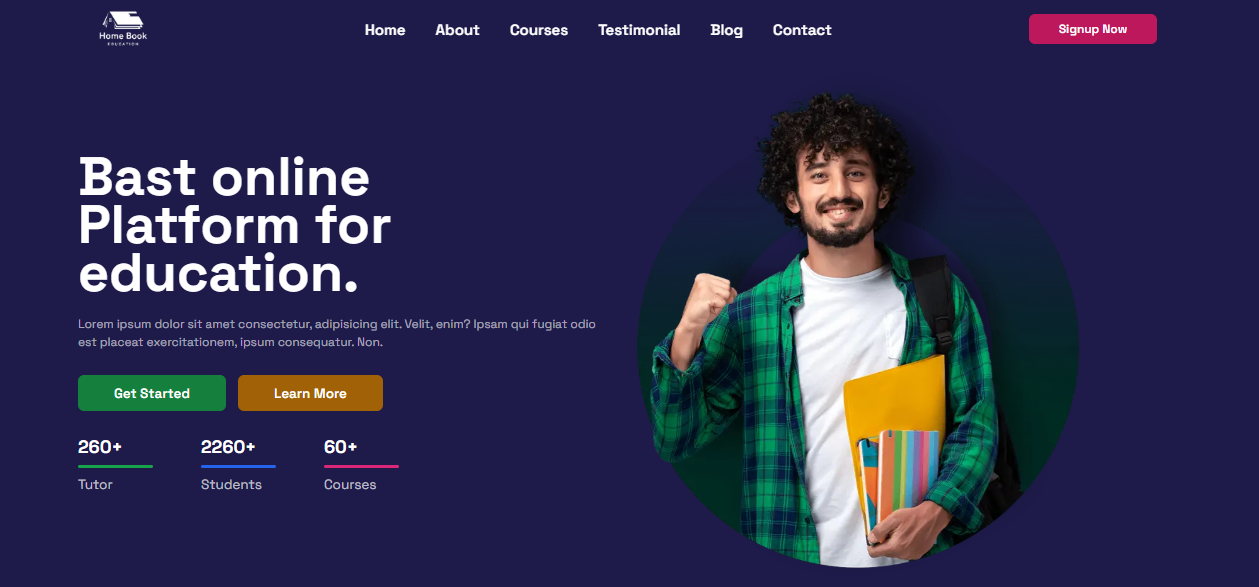 Home Book
EDUCATION
Home About Courses Testimonial Blog Contact
Signup Now
Bast online
Platform for
education.
Lorem ipsum dolor sit amet consectetur, adipisicing elit. Velit, enim? Ipsam qui fugiat odio
est placeat exercitationem, ipsum consequatur. Non.
Get Started Learn More
260+ 2260+ 60+
Tutor Students Courses